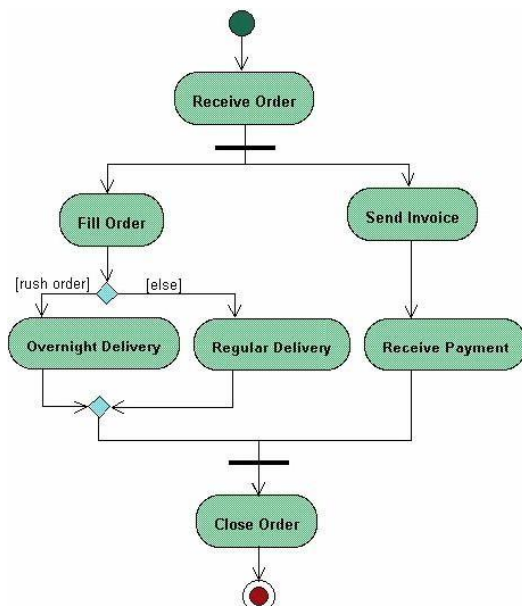 Receive Order
Fill Order
Send Invoice
[rush order]
[else]
Overnight Delivery
Regular Delivery
Receive Payment
Close Order